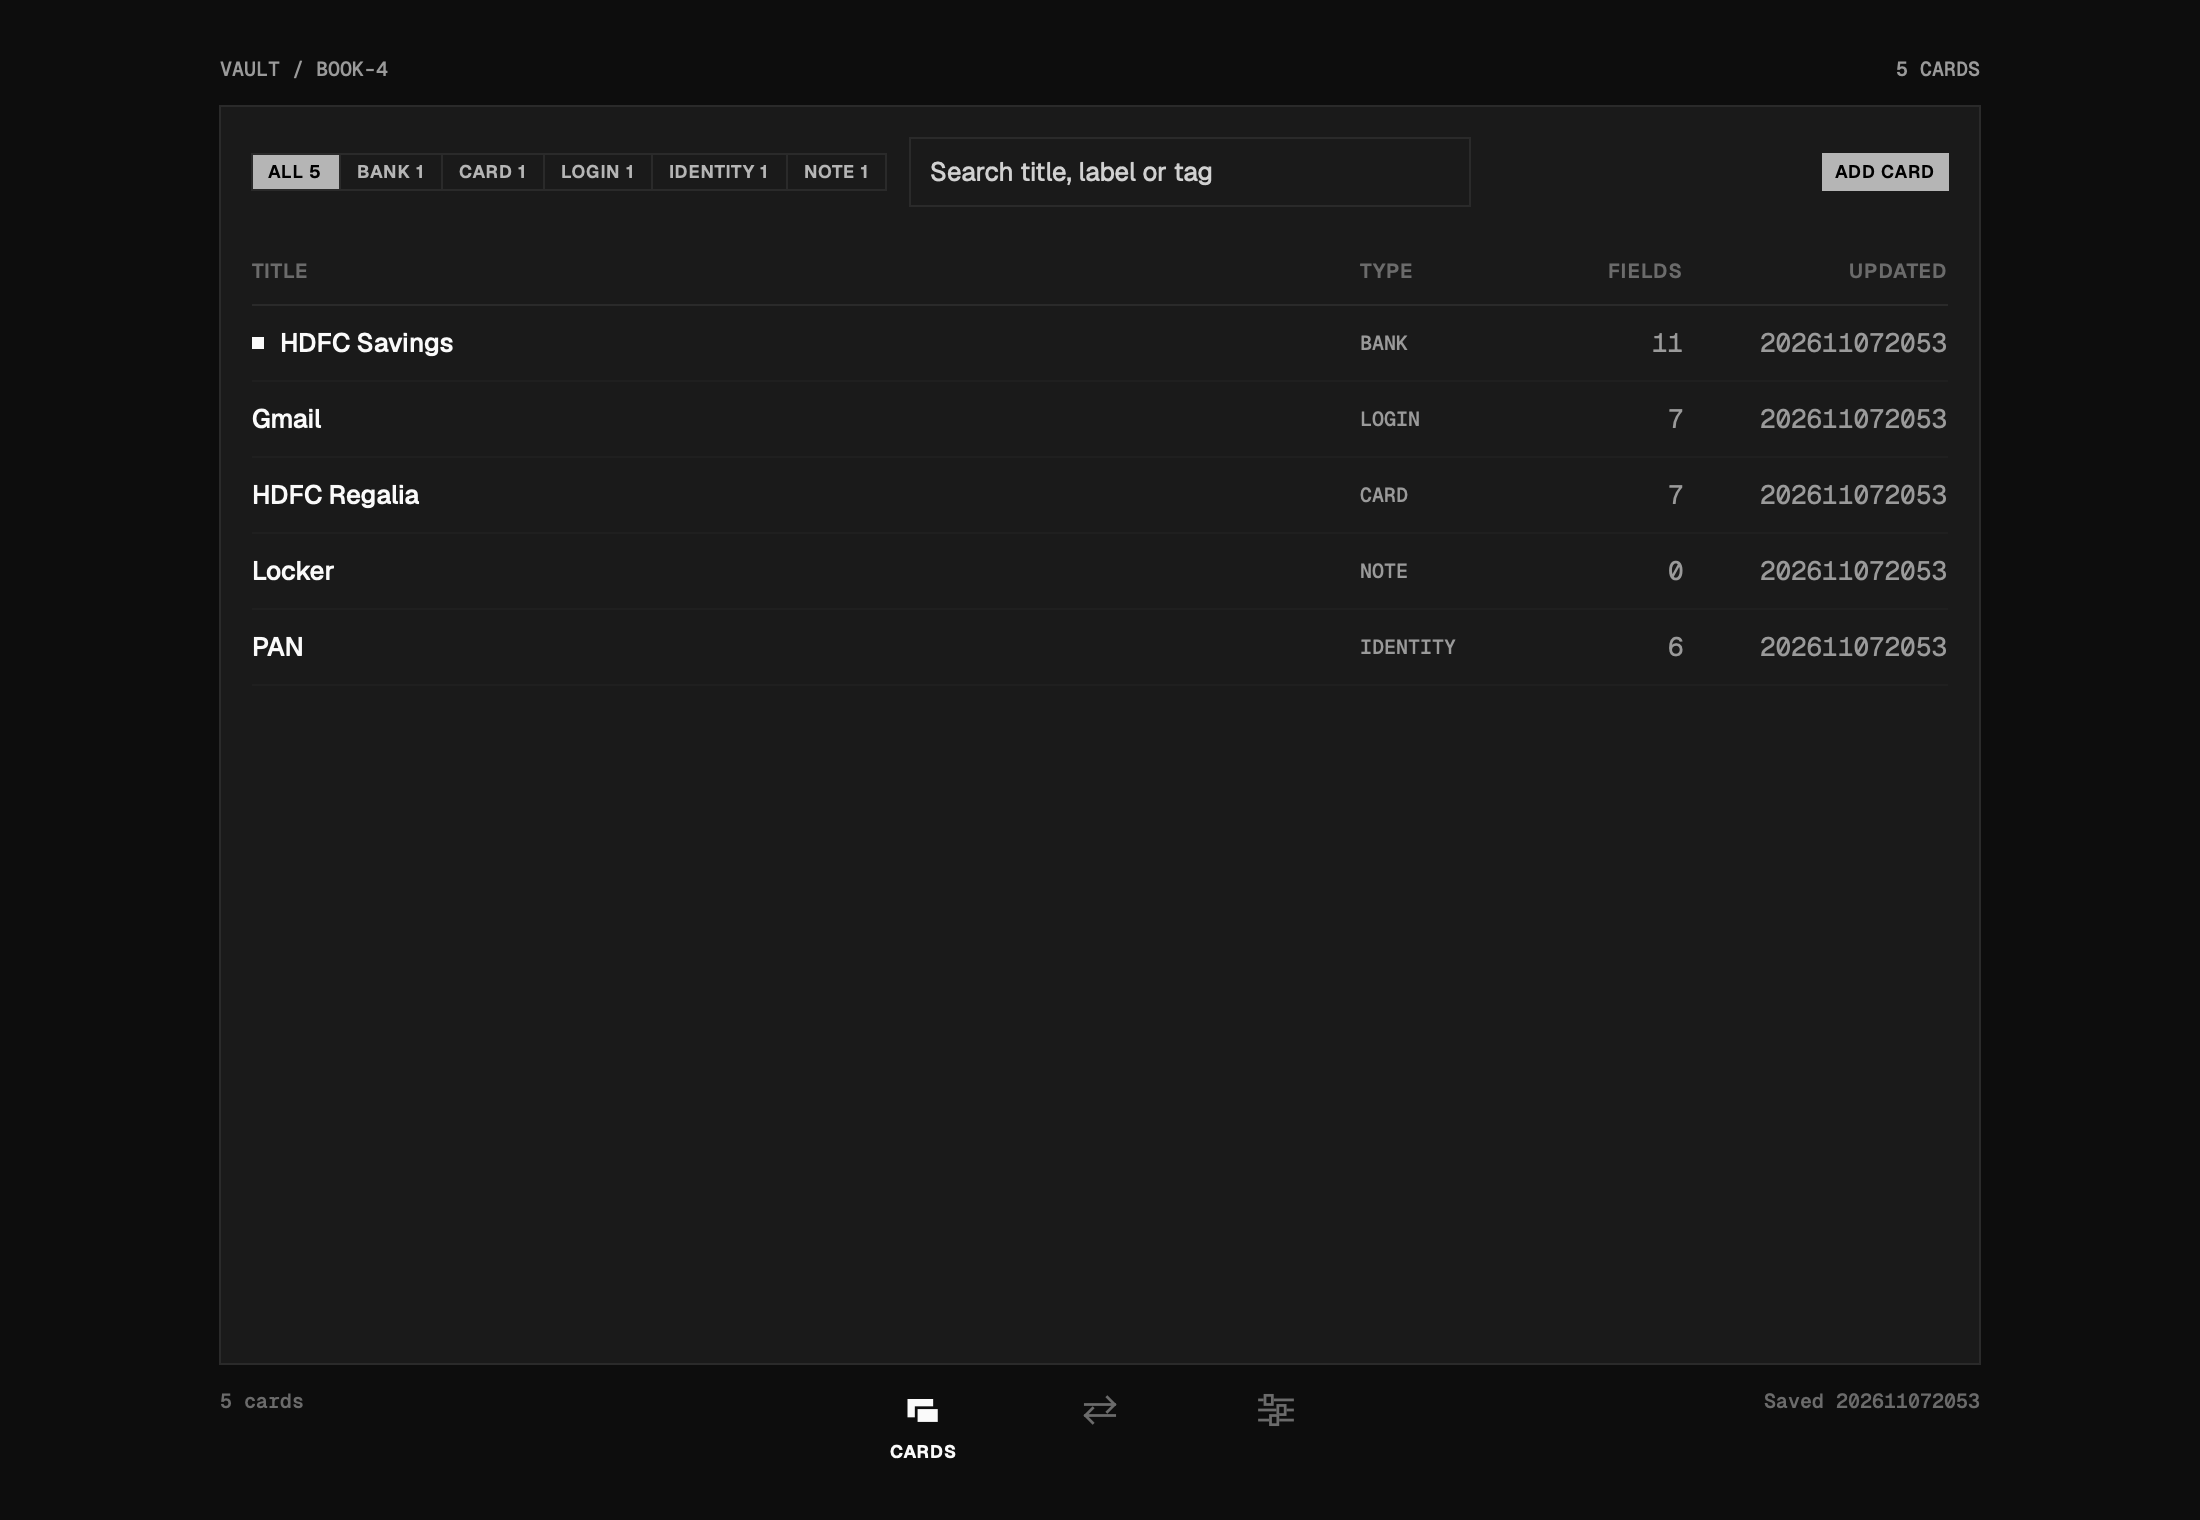 VAULT / BOOK-4 5 CARDS
ALL 5 BANK 1 CARD 1 LOGIN 1 IDENTITY 1 NOTE 1 Search title, label or tag ADD CARD
TITLE TYPE FIELDS UPDATED
HDFC Savings BANK 11 202611072053
Gmail LOGIN 7 202611072053
HDFC Regalia CARD 7 202611072053
Locker NOTE 0 202611072053
PAN IDENTITY 6 202611072053
5 cards Saved 202611072053
CARDS